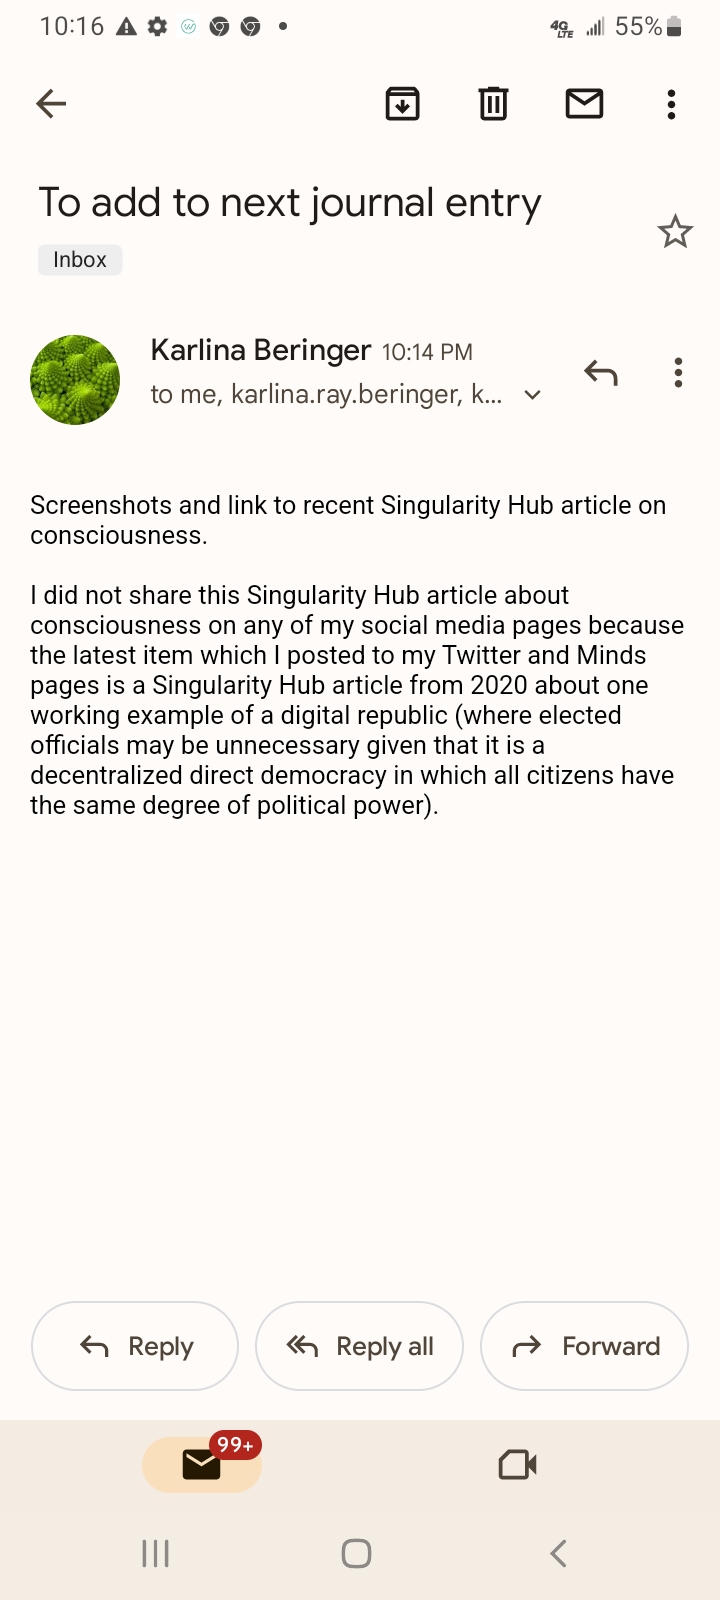 10:16
4G LTE 55%
To add to next journal entry
Inbox
Karlina Beringer 10:14 PM
to me, karlina.ray.beringer, k...
Screenshots and link to recent Singularity Hub article on
consciousness.
I did not share this Singularity Hub article about
consciousness on any of my social media pages because
the latest item which I posted to my Twitter and Minds
pages is a Singularity Hub article from 2020 about one
working example of a digital republic (where elected
officials may be unnecessary given that it is a
decentralized direct democracy in which all citizens have
the same degree of political power).
Reply
Reply all
Forward
99+